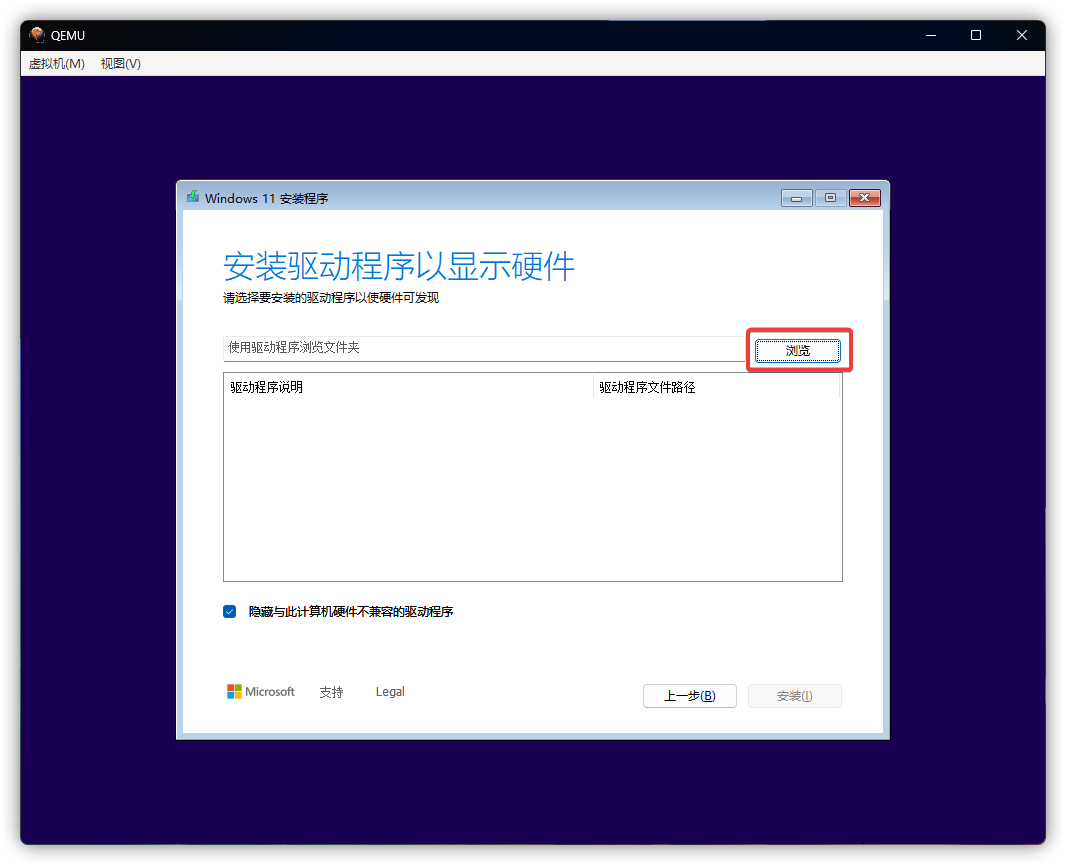 QEMU
虚拟机(M) 视图(V)
Windows 11 安装程序
安装驱动程序以显示硬件
请选择要安装的驱动程序以使硬件可发现
使用驱动程序浏览文件夹 浏览
驱动程序说明 驱动程序文件路径
隐藏与此计算机硬件不兼容的驱动程序
Microsoft 支持 Legal 上一步(B) 安装(I)